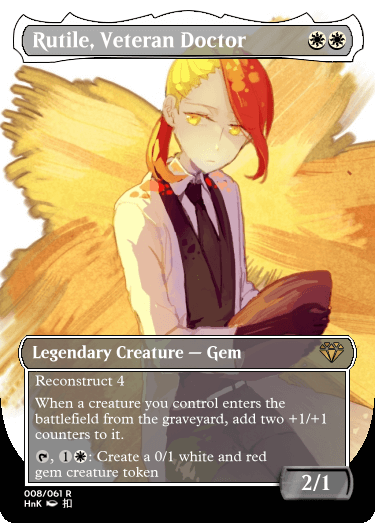 Rutile, Veteran Doctor
Legendary Creature — Gem
Reconstruct 4
When a creature you control enters the
battlefield from the graveyard, add two +1/+1
counters to it.
, 1: Create a 0/1 white and red
gem creature token
2/1
008/061 R
HnK 扣